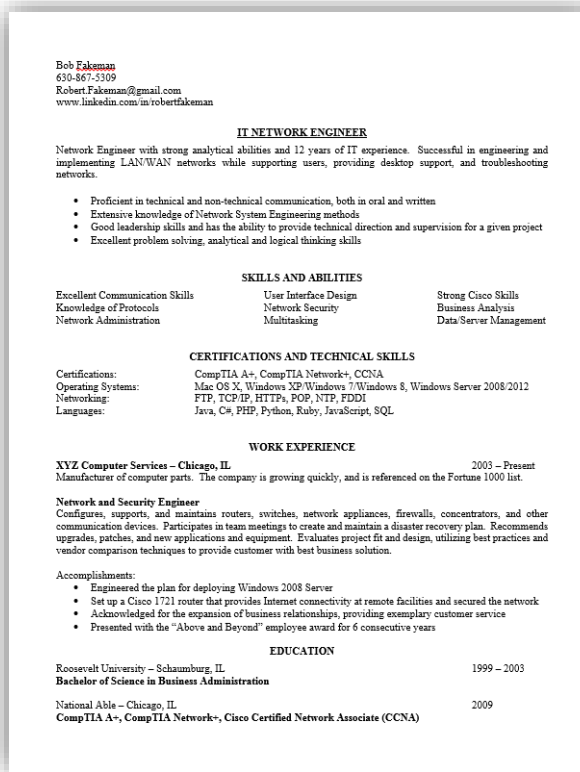 Bob Fakeman
630-867-5309
Robert.Fakeman@gmail.com
www.linkedin.com/in/robertfakeman
IT NETWORK ENGINEER
Network Engineer with strong analytical abilities and 12 years of IT experience. Successful in engineering and
implementing LAN/WAN networks while supporting users, providing desktop support, and troubleshooting
networks.
• Proficient in technical and non-technical communication, both in oral and written
• Extensive knowledge of Network System Engineering methods
• Good leadership skills and has the ability to provide technical direction and supervision for a given project
• Excellent problem solving, analytical and logical thinking skills
SKILLS AND ABILITIES
Excellent Communication Skills User Interface Design Strong Cisco Skills
Knowledge of Protocols Network Security Business Analysis
Network Administration Multitasking Data/Server Management
CERTIFICATIONS AND TECHNICAL SKILLS
Certifications: CompTIA A+, CompTIA Network+, CCNA
Operating Systems: Mac OS X, Windows XP/Windows 7/Windows 8, Windows Server 2008/2012
Networking: FTP, TCP/IP, HTTPs, POP, NTP, FDDI
Languages: Java, C#, PHP, Python, Ruby, JavaScript, SQL
WORK EXPERIENCE
XYZ Computer Services – Chicago, IL 2003 – Present
Manufacturer of computer parts. The company is growing quickly, and is referenced on the Fortune 1000 list.
Network and Security Engineer
Configures, supports, and maintains routers, switches, network appliances, firewalls, concentrators, and other
communication devices. Participates in team meetings to create and maintain a disaster recovery plan. Recommends
upgrades, patches, and new applications and equipment. Evaluates project fit and design, utilizing best practices and
vendor comparison techniques to provide customer with best business solution.
Accomplishments:
• Engineered the plan for deploying Windows 2008 Server
• Set up a Cisco 1721 router that provides Internet connectivity at remote facilities and secured the network
• Acknowledged for the expansion of business relationships, providing exemplary customer service
• Presented with the “Above and Beyond” employee award for 6 consecutive years
EDUCATION
Roosevelt University – Schaumburg, IL 1999 – 2003
Bachelor of Science in Business Administration
National Able – Chicago, IL 2009
CompTIA A+, CompTIA Network+, Cisco Certified Network Associate (CCNA)